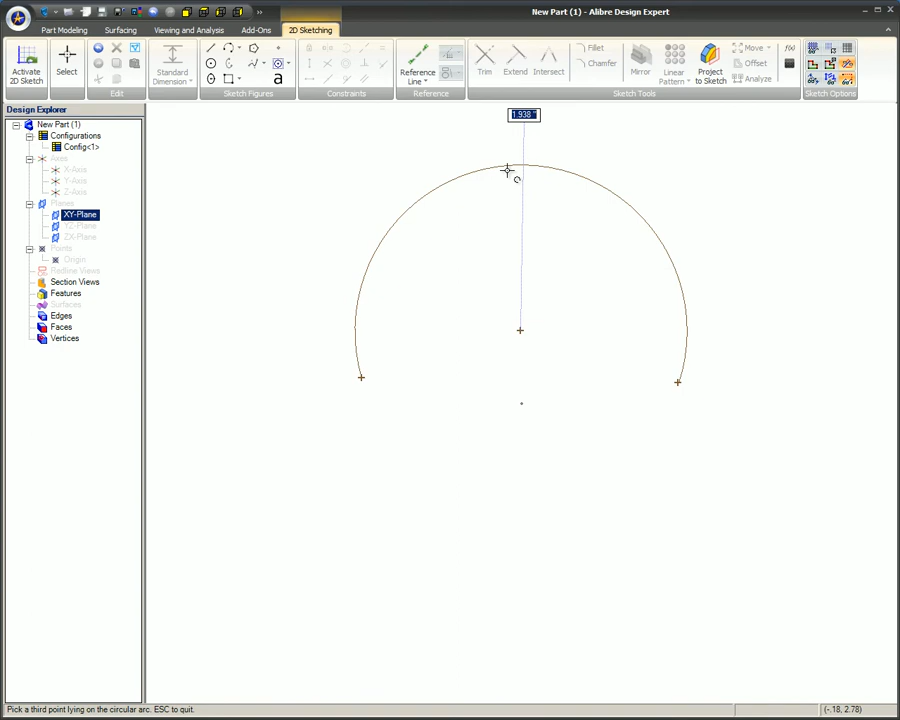 New Part (1) - Alibre Design Expert
Part Modeling
Surfacing
Viewing and Analysis
Add-Ons
2D Sketching
Activate
2D Sketch
Select
Edit
Standard
Dimension
a
Sketch Figures
Constraints
Reference
Line
Reference
Trim
Extend
Intersect
Fillet
Chamfer
Mirror
Linear
Pattern
Project
to Sketch
Move
Offset
f(x)
Analyze
Sketch Tools
Sketch Options
Design Explorer
New Part (1)
Configurations
Config<1>
Axes
X-Axis
Y-Axis
Z-Axis
Planes
XY-Plane
YZ-Plane
ZX-Plane
Points
Origin
Redline Views
Section Views
Features
Surfaces
Edges
Faces
Vertices
1.938 "
Pick a third point lying on the circular arc. ESC to quit.
(-.18, 2.78)